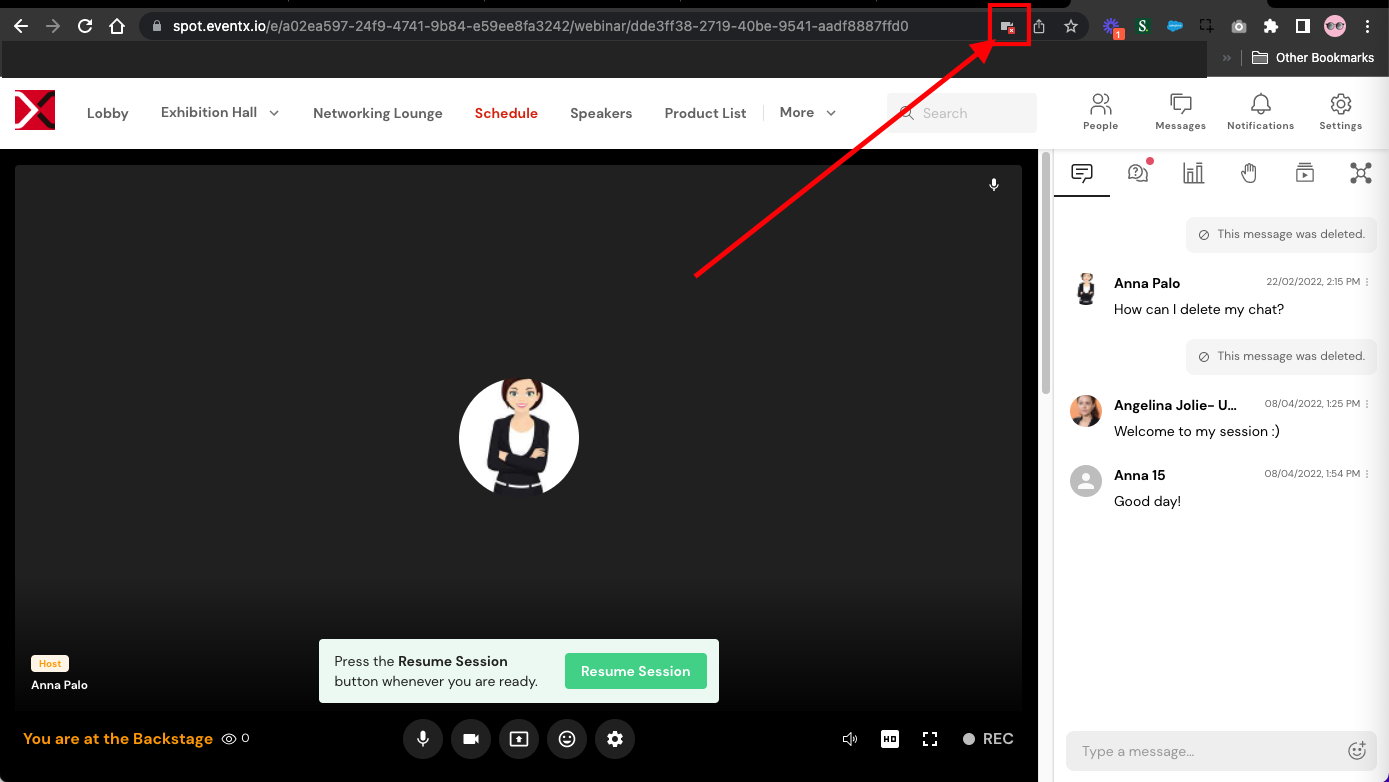 spot.eventx.io/e/a02ea597-24f9-4741-9b84-e59ee8fa3242/webinar/dde3ff38-2719-40be-9541-aadf8887ffd0
1
S.
» Other Bookmarks
Lobby Exhibition Hall Networking Lounge Schedule Speakers Product List More Search
People Messages Notifications Settings
This message was deleted.
Anna Palo 22/02/2022, 2:15 PM
How can I delete my chat?
This message was deleted.
Angelina Jolie- U... 08/04/2022, 1:25 PM
Welcome to my session :)
Anna 15 08/04/2022, 1:54 PM
Good day!
Host
Anna Palo
Press the Resume Session
button whenever you are ready.
Resume Session
You are at the Backstage 0
HD
REC
Type a message...